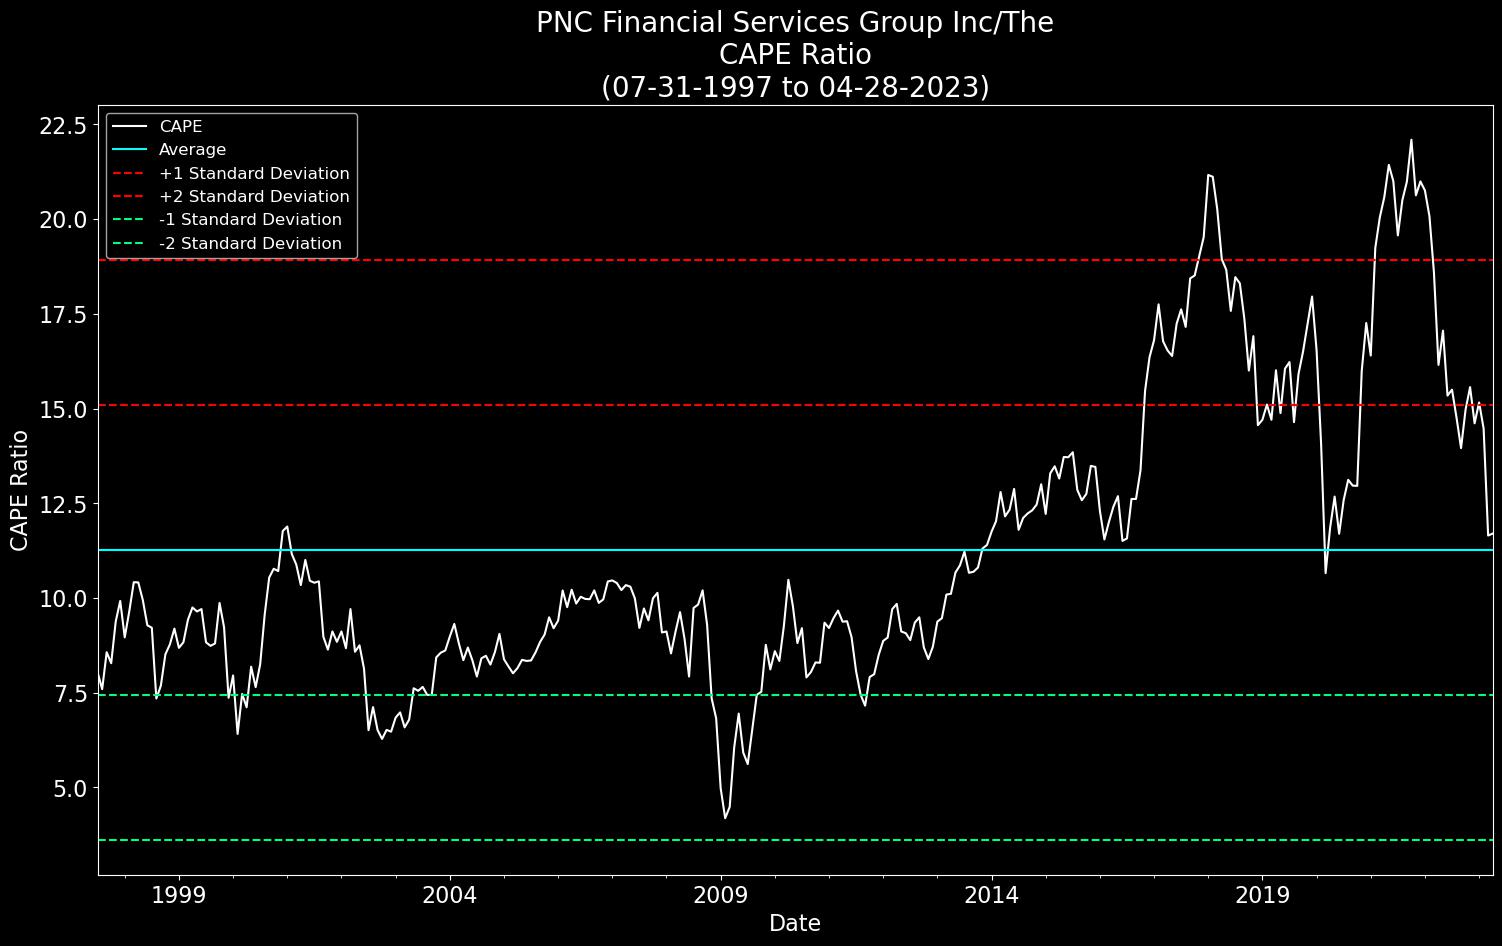 PNC Financial Services Group Inc/The
CAPE Ratio
(07-31-1997 to 04-28-2023)
CAPE
Average
+1 Standard Deviation
+2 Standard Deviation
-1 Standard Deviation
-2 Standard Deviation
CAPE Ratio
22.5
20.0
17.5
15.0
12.5
10.0
7.5
5.0
1999 2004 2009 2014 2019
Date